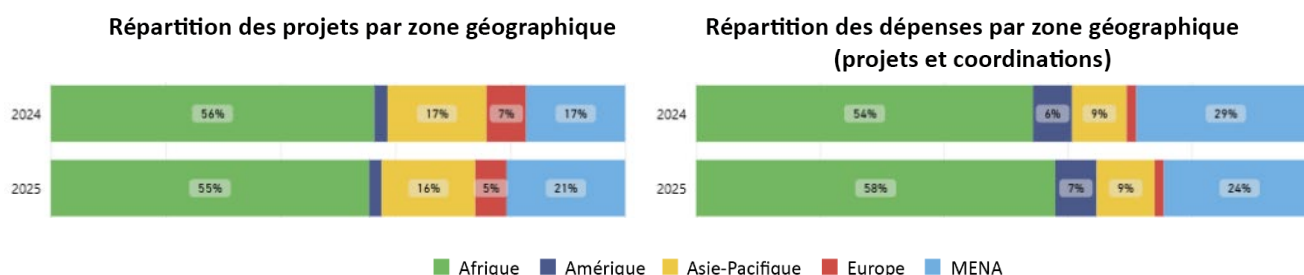 Répartition des projets par zone géographique
2024
56%
17%
7%
17%
2025
55%
16%
5%
21%
Répartition des dépenses par zone géographique
(projets et coordinations)
2024
54%
6%
9%
29%
2025
58%
7%
9%
24%
Afrique
Amérique
Asie-Pacifique
Europe
MENA